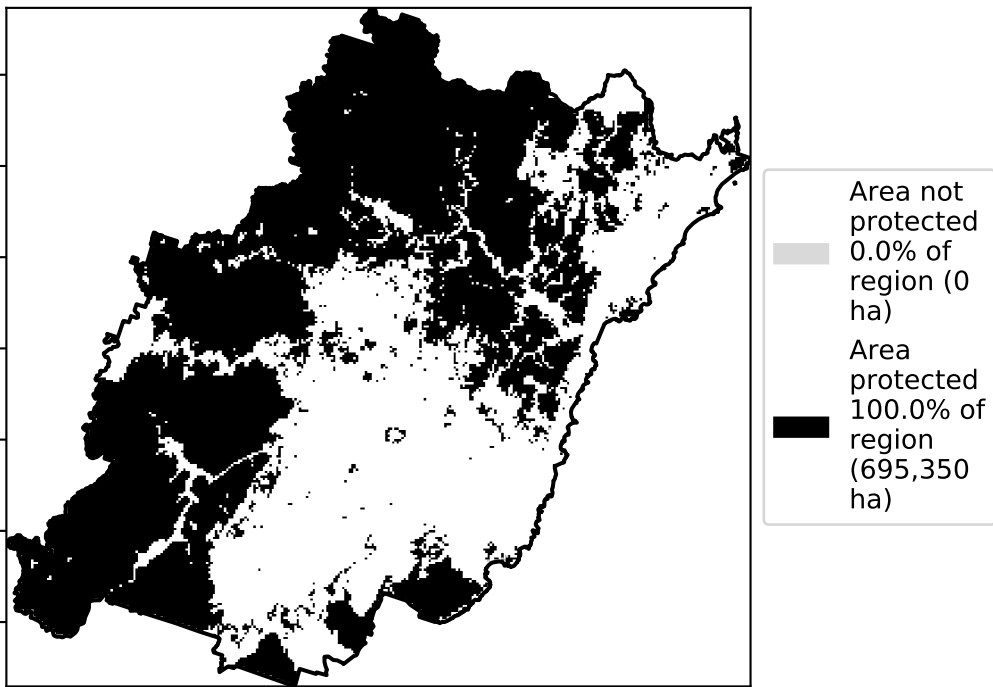 Area not
protected
0.0% of
region (0
ha)
Area
protected
100.0% of
region
(695,350
ha)